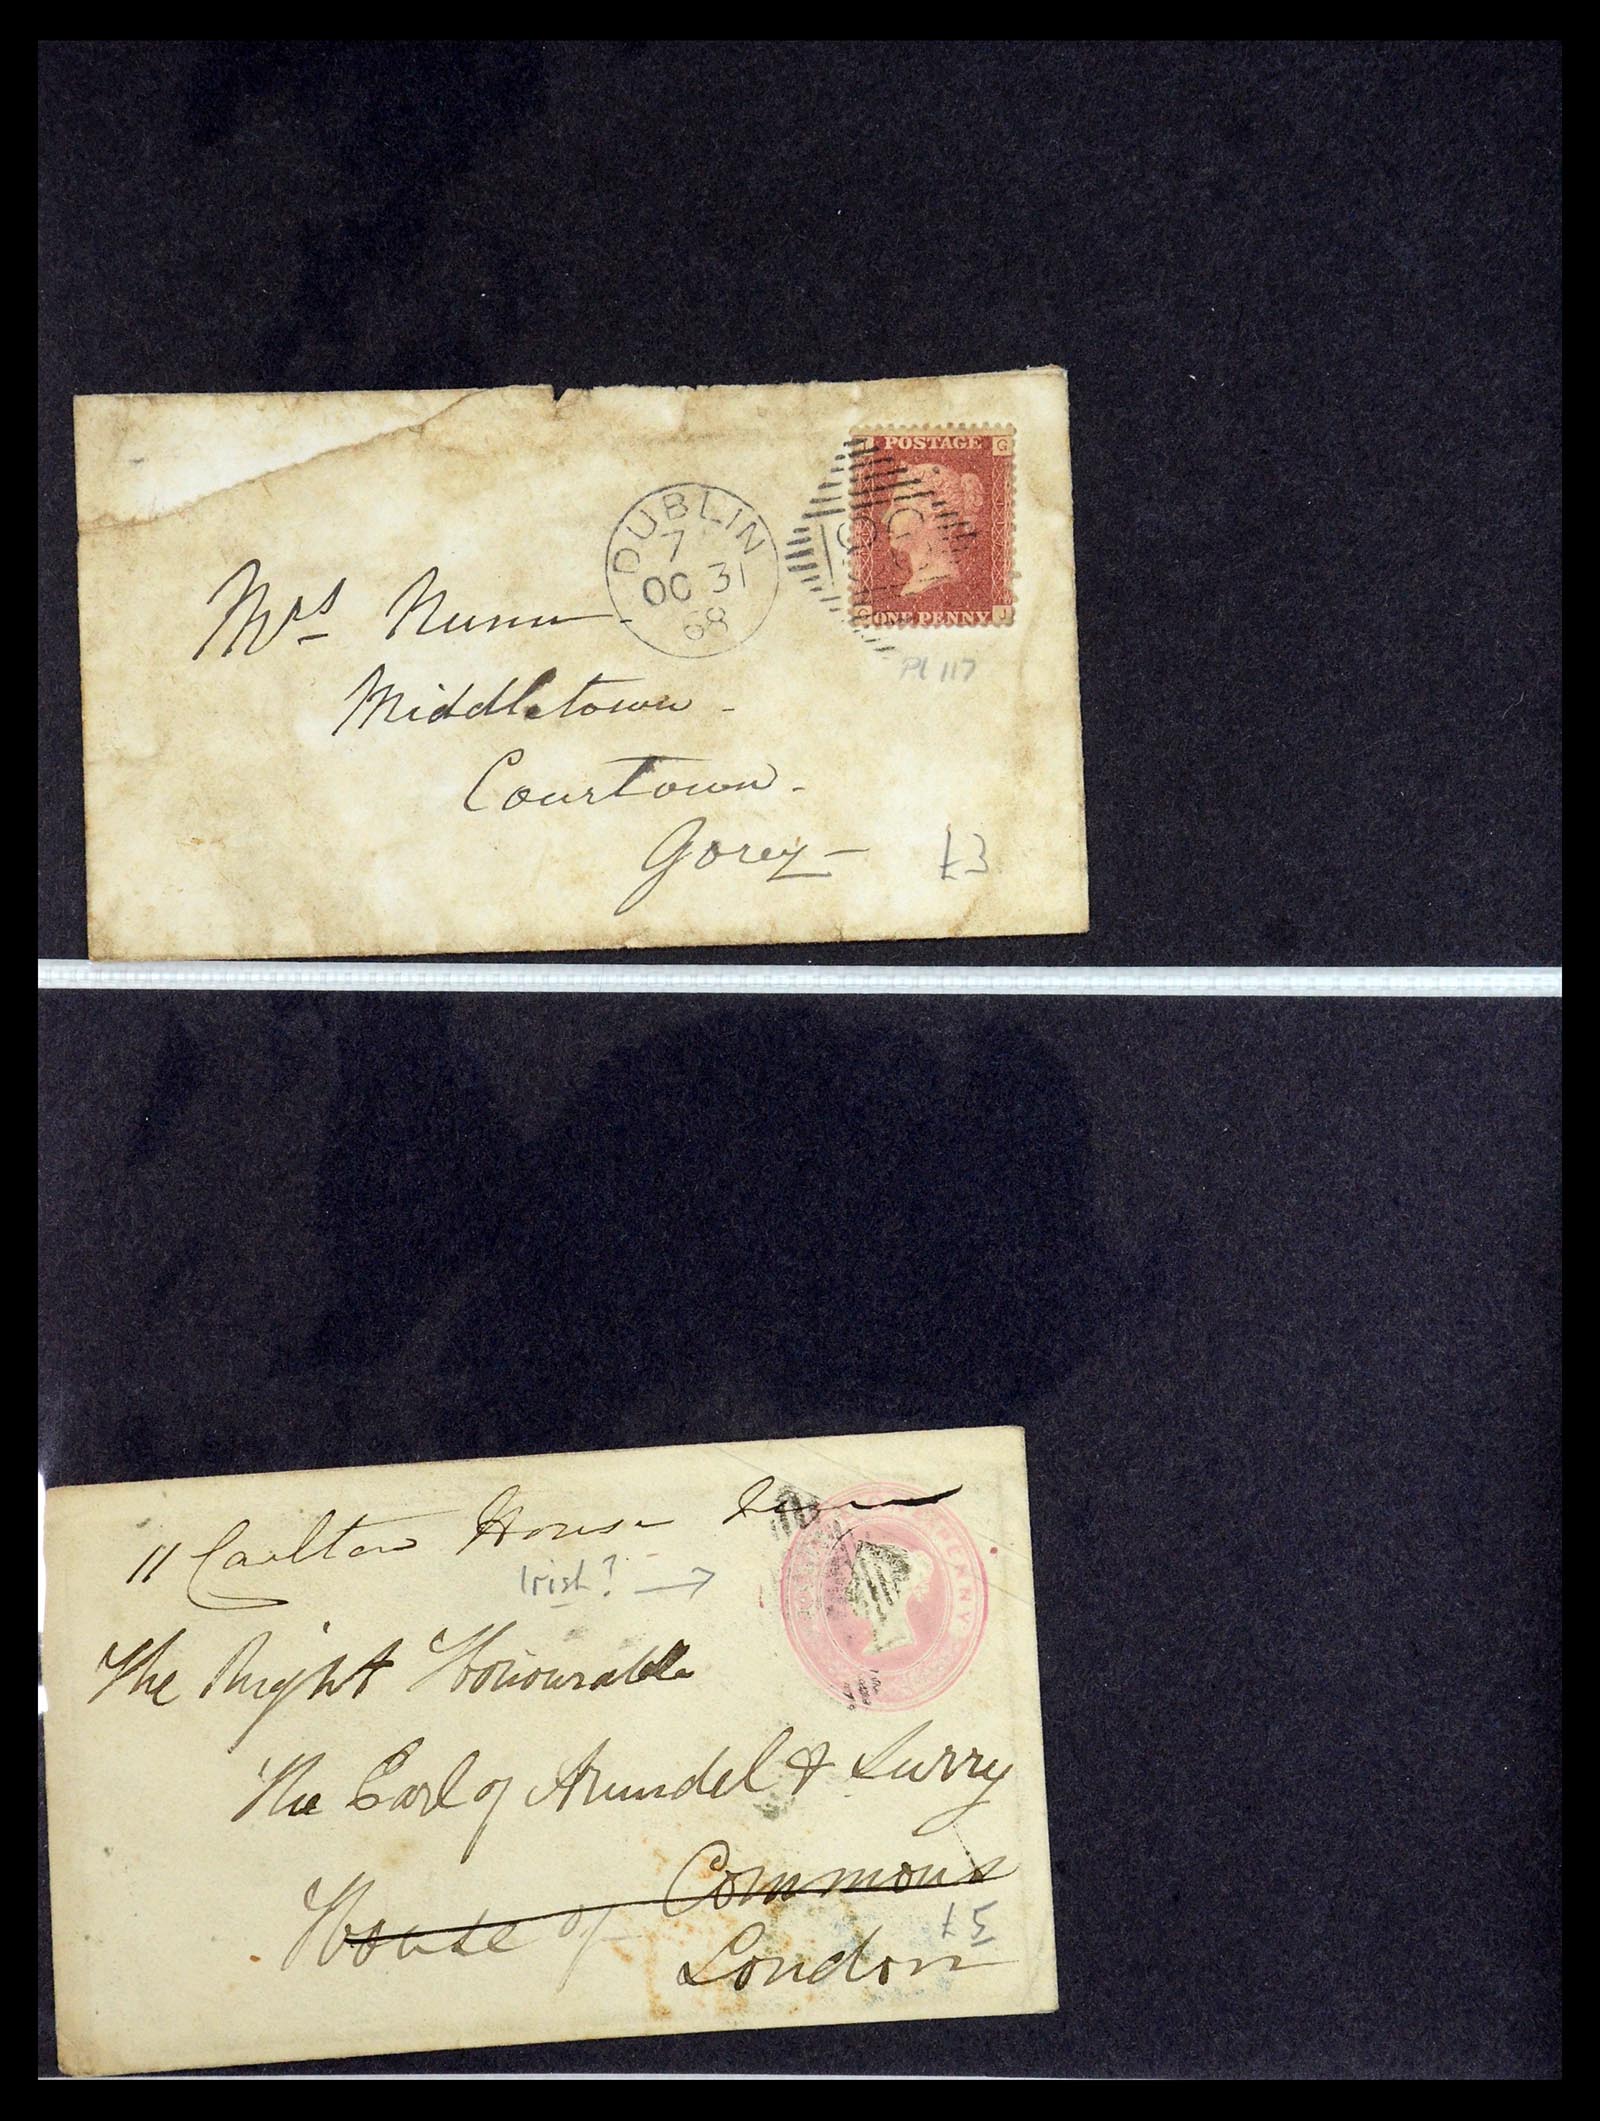 POSTAGE G
DUBLIN
7
OC 31
68
ONE PENNY J
Pl 117
Mrs Nunn
Middletown -
Courtown -
Gorey -
£3
11 Carlton House
Irish? →
PENNY
The Right Honourable
The Earl of Arundel & Surry
House of Commons
£5
London